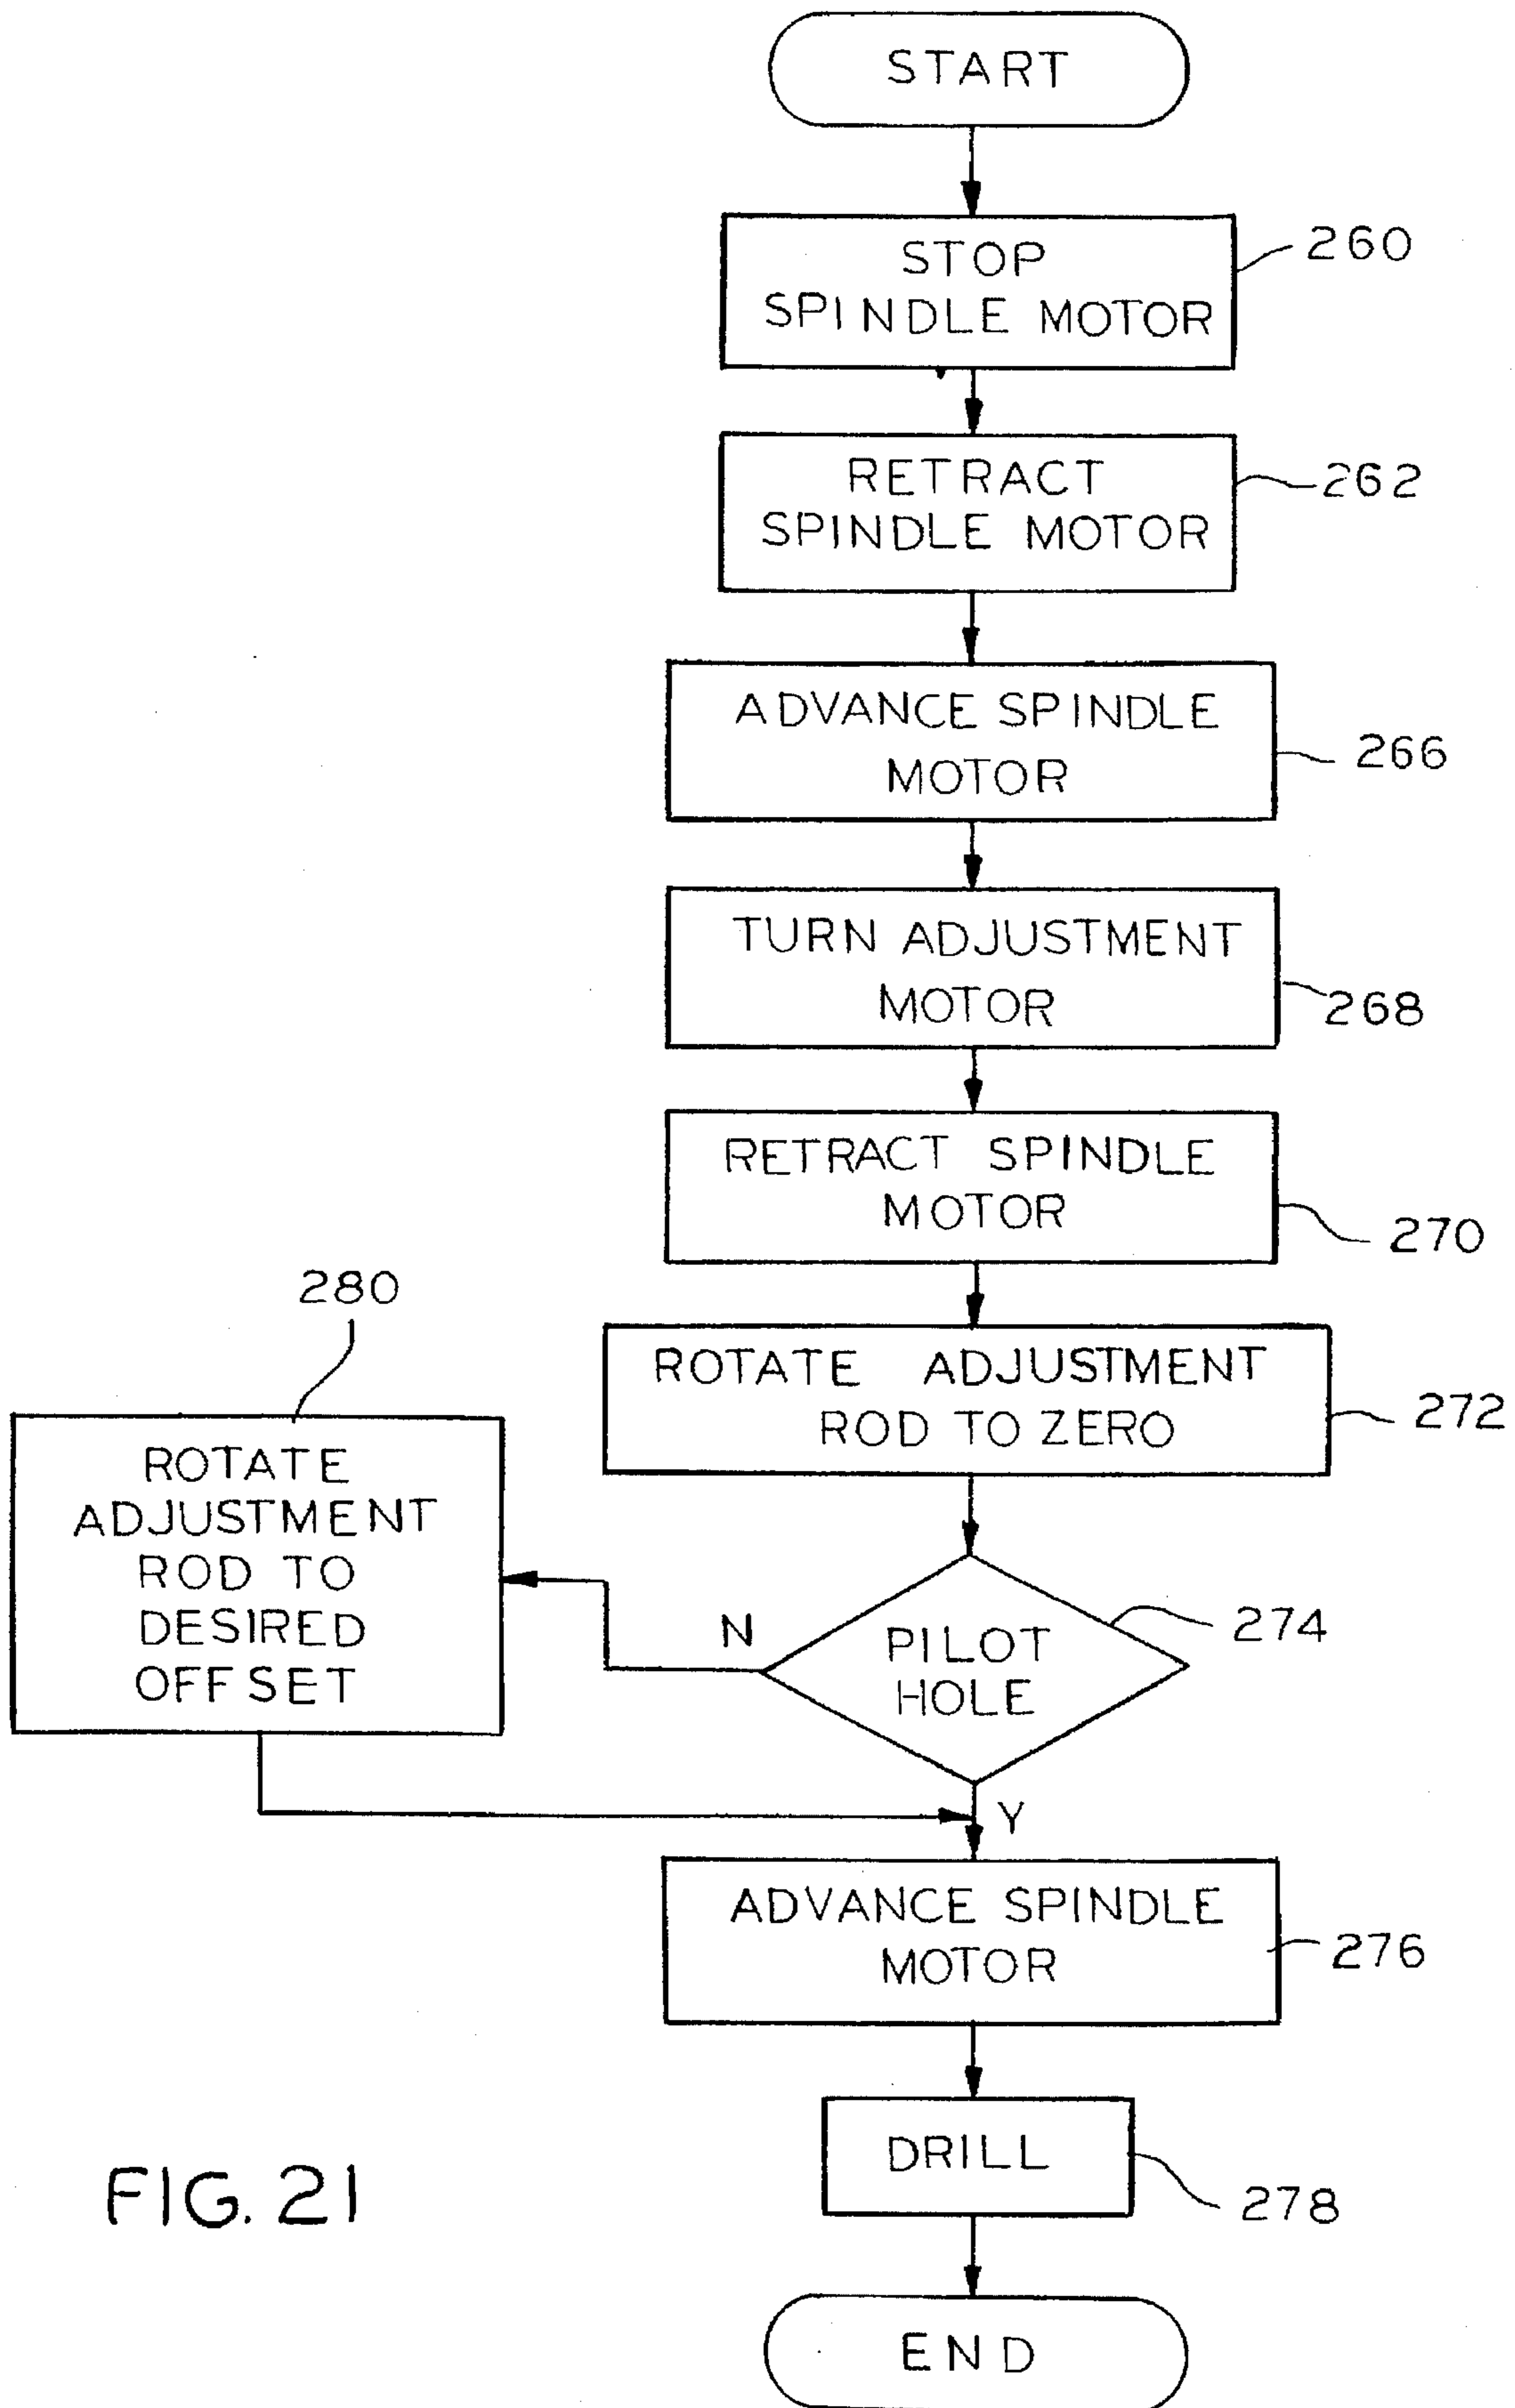 START
STOP
SPINDLE MOTOR
260
RETRACT
SPINDLE MOTOR
262
ADVANCE SPINDLE
MOTOR
266
TURN ADJUSTMENT
MOTOR
268
RETRACT SPINDLE
MOTOR
270
ROTATE ADJUSTMENT
ROD TO ZERO
272
PILOT
HOLE
274
N
280
ROTATE
ADJUSTMENT
ROD TO
DESIRED
OFFSET
Y
ADVANCE SPINDLE
MOTOR
276
DRILL
278
END
FIG. 21